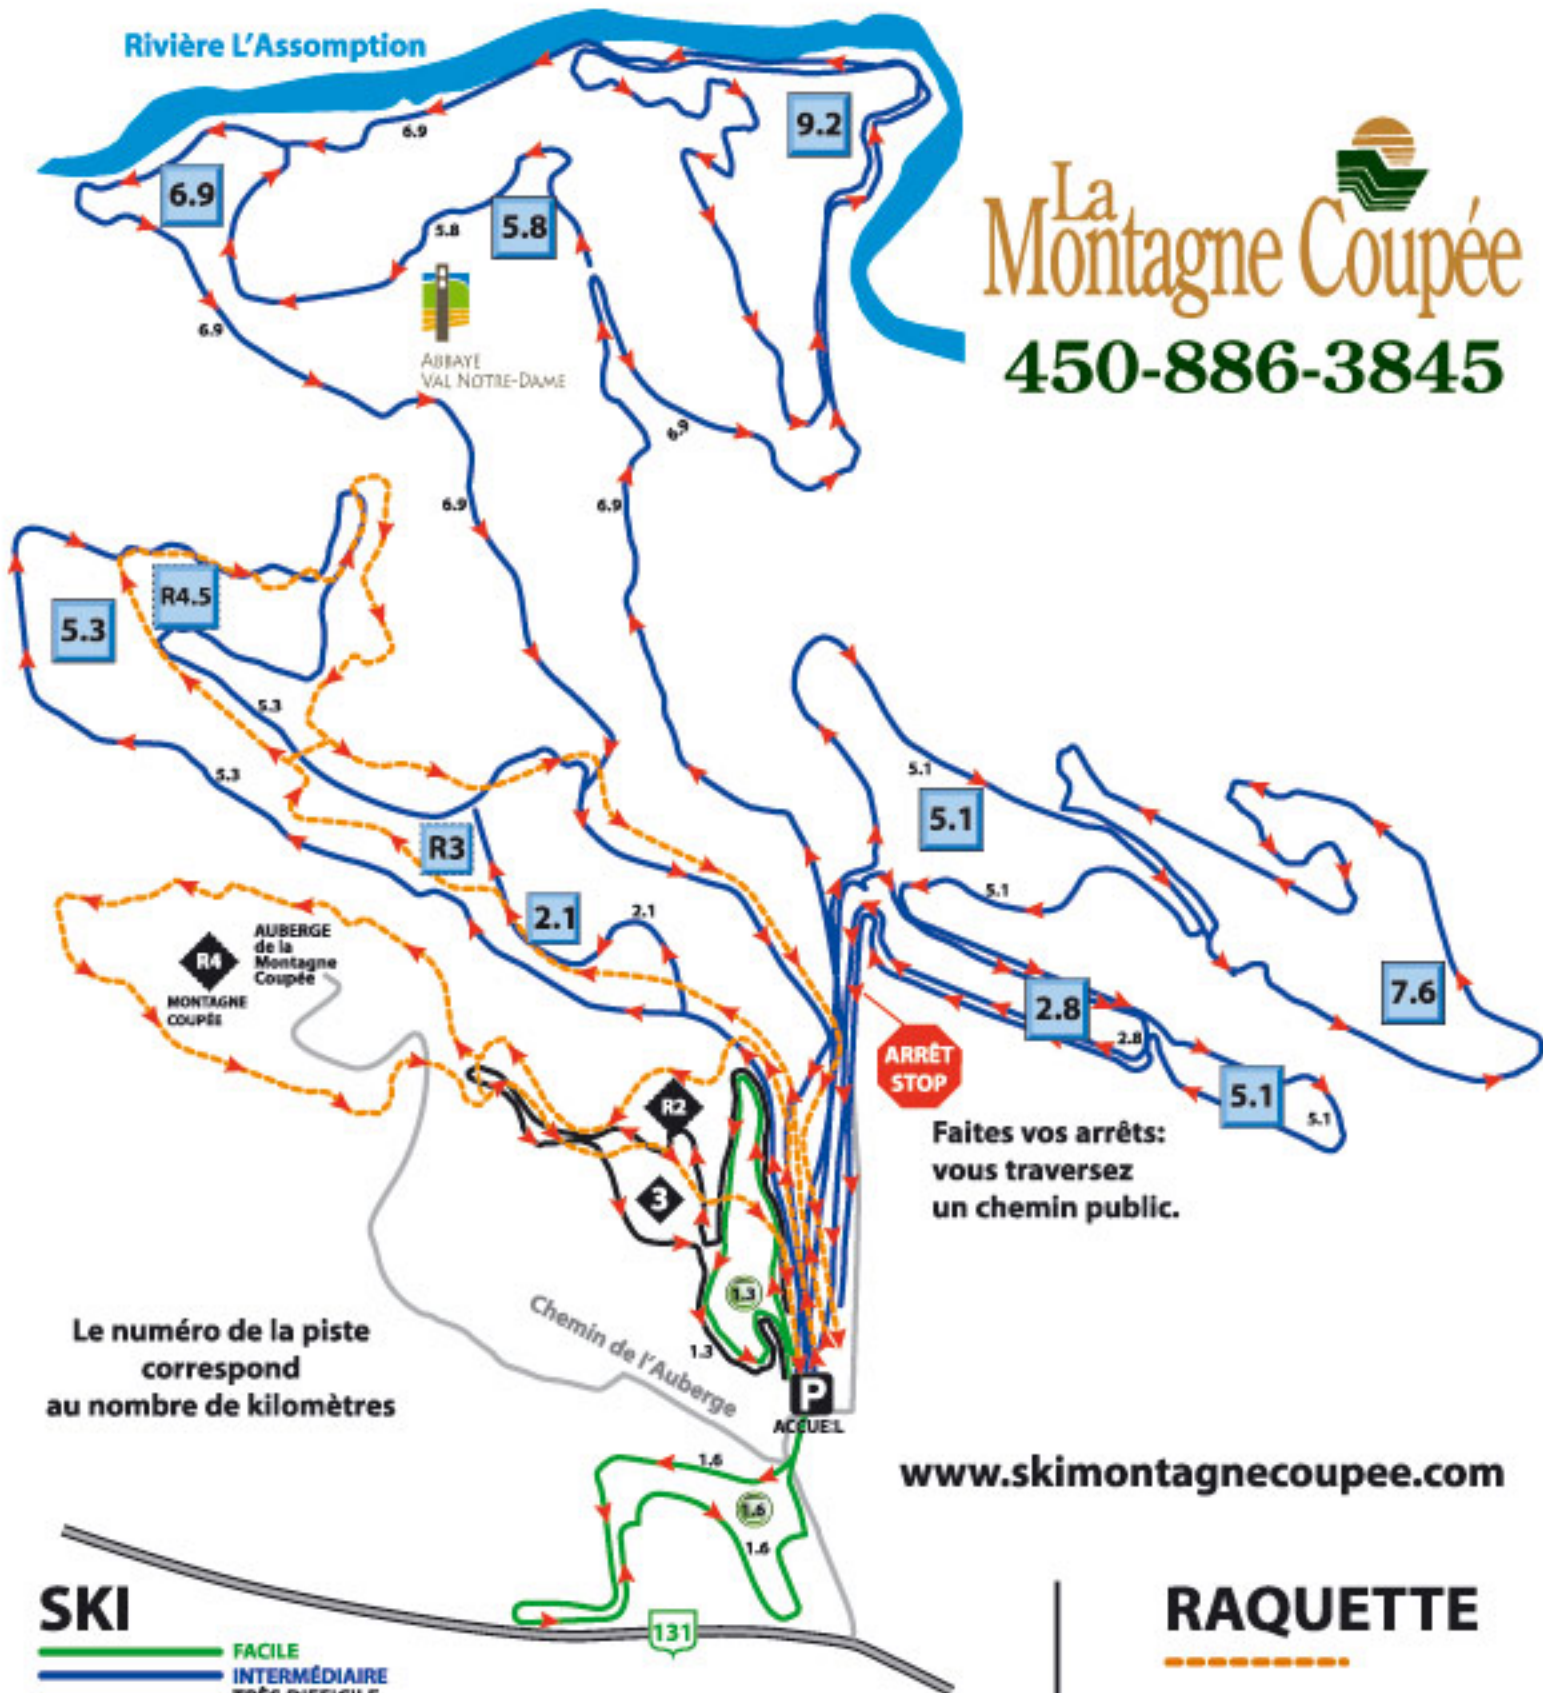 Rivière L'Assomption
6.9
9.2
6.9
5.8
5.8
La
Montagne Coupée
450-886-3845
6.9
ABBAYE
VAL NOTRE-DAME
6.9
6.9
6.9
R4.5
5.3
5.3
5.3
5.1
5.1
R3
2.1
2.1
5.1
AUBERGE
de la
Montagne
Coupée
R4
MONTAGNE
COUPÉE
7.6
2.8
2.8
ARRÊT
STOP
5.1
5.1
R2
3
Faites vos arrêts:
vous traversez
un chemin public.
1.3
1.3
Chemin de l'Auberge
Le numéro de la piste
correspond
au nombre de kilomètres
P
ACCUEIL
1.6
1.6
1.6
www.skimontagnecoupee.com
SKI
131
RAQUETTE
FACILE
INTERMÉDIAIRE
TRÈS DIFFICILE